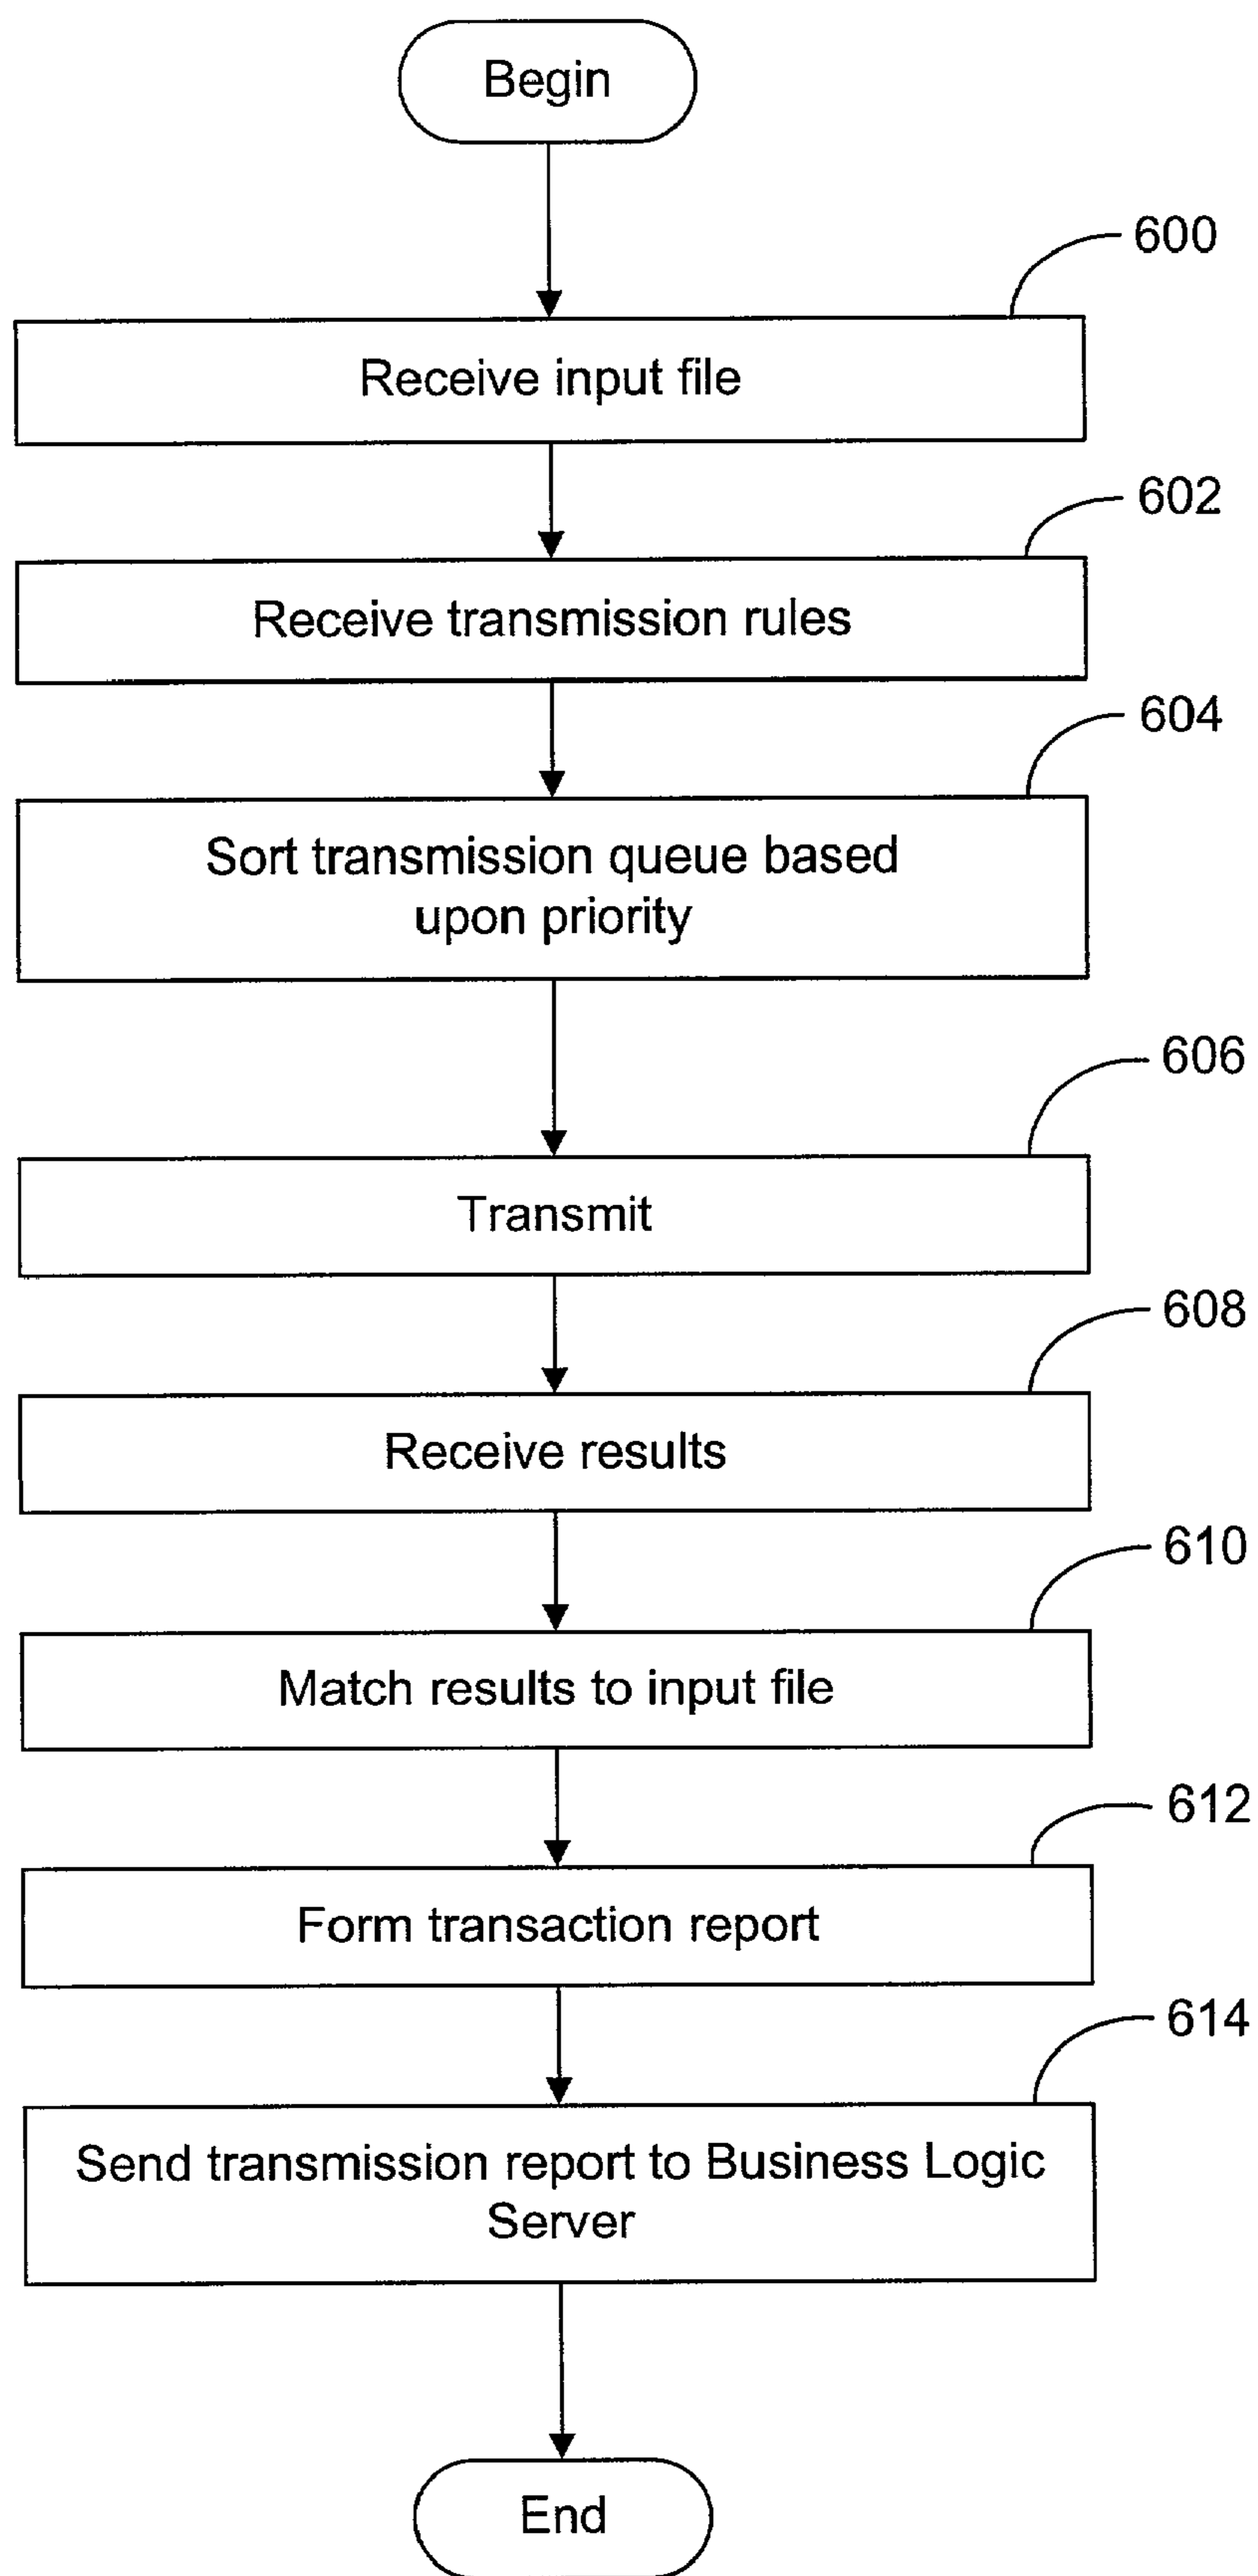 Begin
600
Receive input file
602
Receive transmission rules
604
Sort transmission queue based
upon priority
606
Transmit
608
Receive results
610
Match results to input file
612
Form transaction report
614
Send transmission report to Business Logic
Server
End